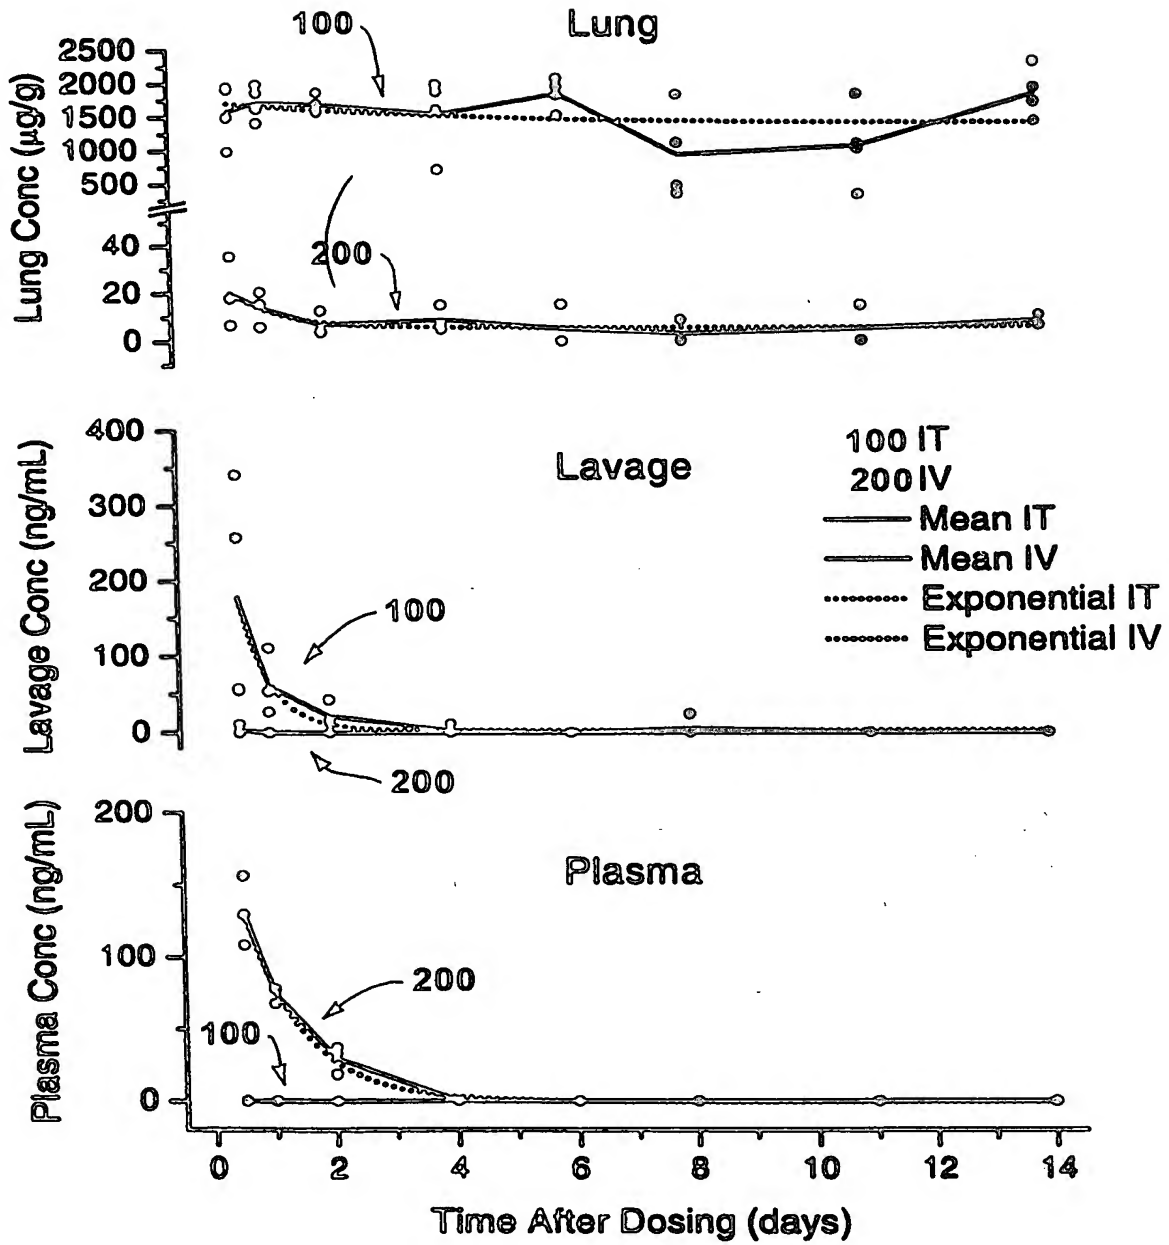 Lung
100
Lung Conc (µg/g)
2500
2000
1500
1000
500
40
20
0
200
Lavage
Lavage Conc (ng/mL)
400
300
200
100
0
100
200
100 IT
200 IV
Mean IT
Mean IV
Exponential IT
Exponential IV
Plasma
Plasma Conc (ng/mL)
200
100
0
200
100
0 2 4 6 8 10 12 14
Time After Dosing (days)